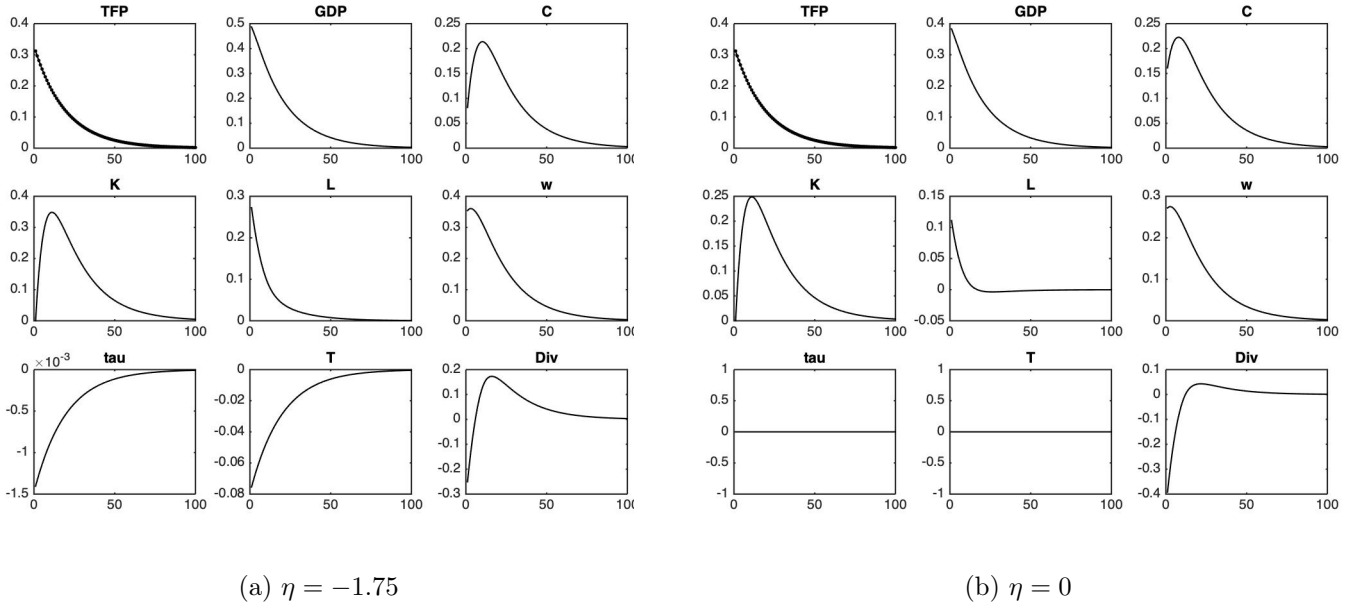 TFP GDP C TFP GDP C
0.4 0.5 0.25 0.4 0.4 0.25
0.3 0.4 0.2 0.3 0.3 0.2
0.2 0.3 0.15 0.2 0.2 0.15
0.1 0.2 0.1 0.1 0.1 0.1
0 0.1 0.05 0 0 0.05
0 0
0 50 100 0 50 100 0 50 100 0 50 100 0 50 100 0 50 100
K L w K L w
0.4 0.3 0.4 0.25 0.15 0.3
0.3 0.2 0.3 0.2 0.1 0.2
0.2 0.1 0.2 0.15 0.05 0.1
0.1 0 0.1 0.1 0 0
0 0 0.05 -0.05
0 50 100 0 50 100 0 50 100 0 50 100 0 50 100 0 50 100
tau T Div tau T Div
×10-3
0 0 0.2 1 1 0.1
-0.5 -0.02 0.1 0.5 0.5 0
-1 -0.04 0 0 0 -0.1
-1.5 -0.06 -0.1 -0.5 -0.5 -0.2
-0.08 -0.2 -1 -1 -0.3
-0.3 -0.4
0 50 100 0 50 100 0 50 100 0 50 100 0 50 100 0 50 100
(a) η = −1.75 (b) η = 0